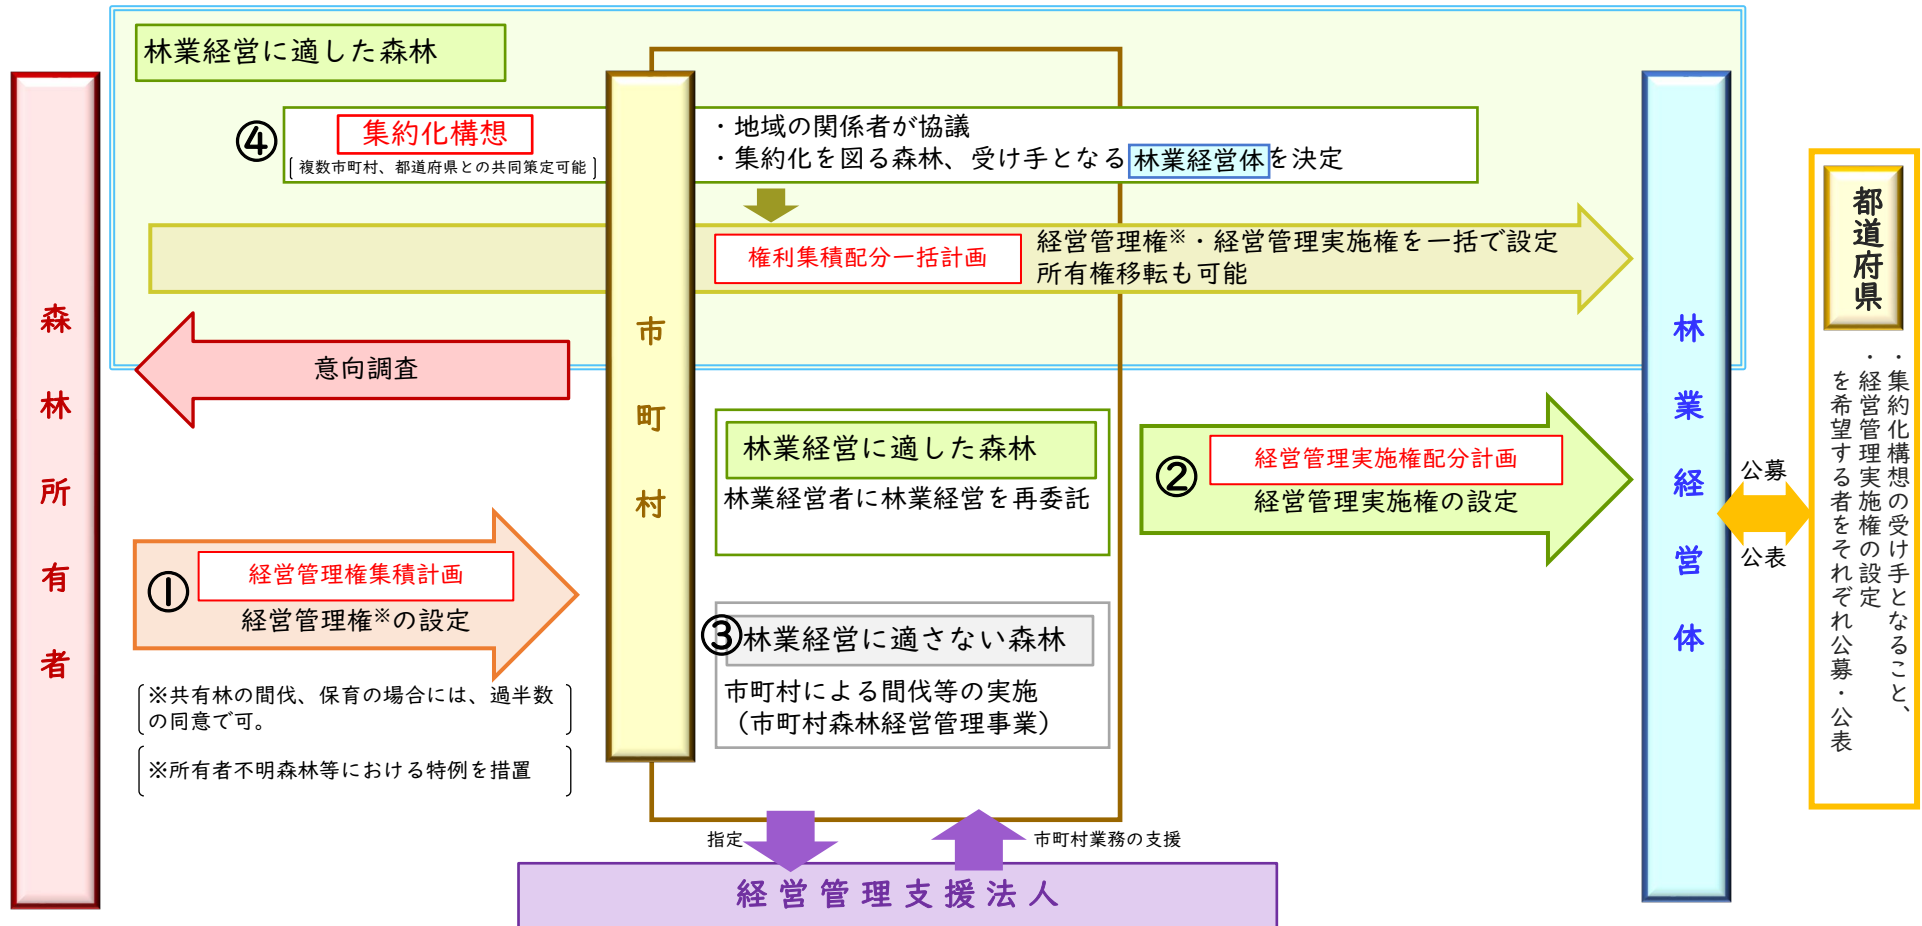 林業経営に適した森林
④
集約化構想
［複数市町村、都道府県との共同策定可能］
・地域の関係者が協議
・集約化を図る森林、受け手となる林業経営体を決定
権利集積配分一括計画
経営管理権※・経営管理実施権を一括で設定
所有権移転も可能
意向調査
森林所有者
市町村
林業経営体
林業経営に適した森林
林業経営者に林業経営を再委託
②
経営管理実施権配分計画
経営管理実施権の設定
①
経営管理権集積計画
経営管理権※の設定
③
林業経営に適さない森林
市町村による間伐等の実施
（市町村森林経営管理事業）
※共有林の間伐、保育の場合には、過半数
の同意で可。
※所有者不明森林等における特例を措置
指定
市町村業務の支援
経営管理支援法人
公募
公表
都道府県
・集約化構想の受け手となること、
・経営管理実施権の設定
を希望する者をそれぞれ公募・公表